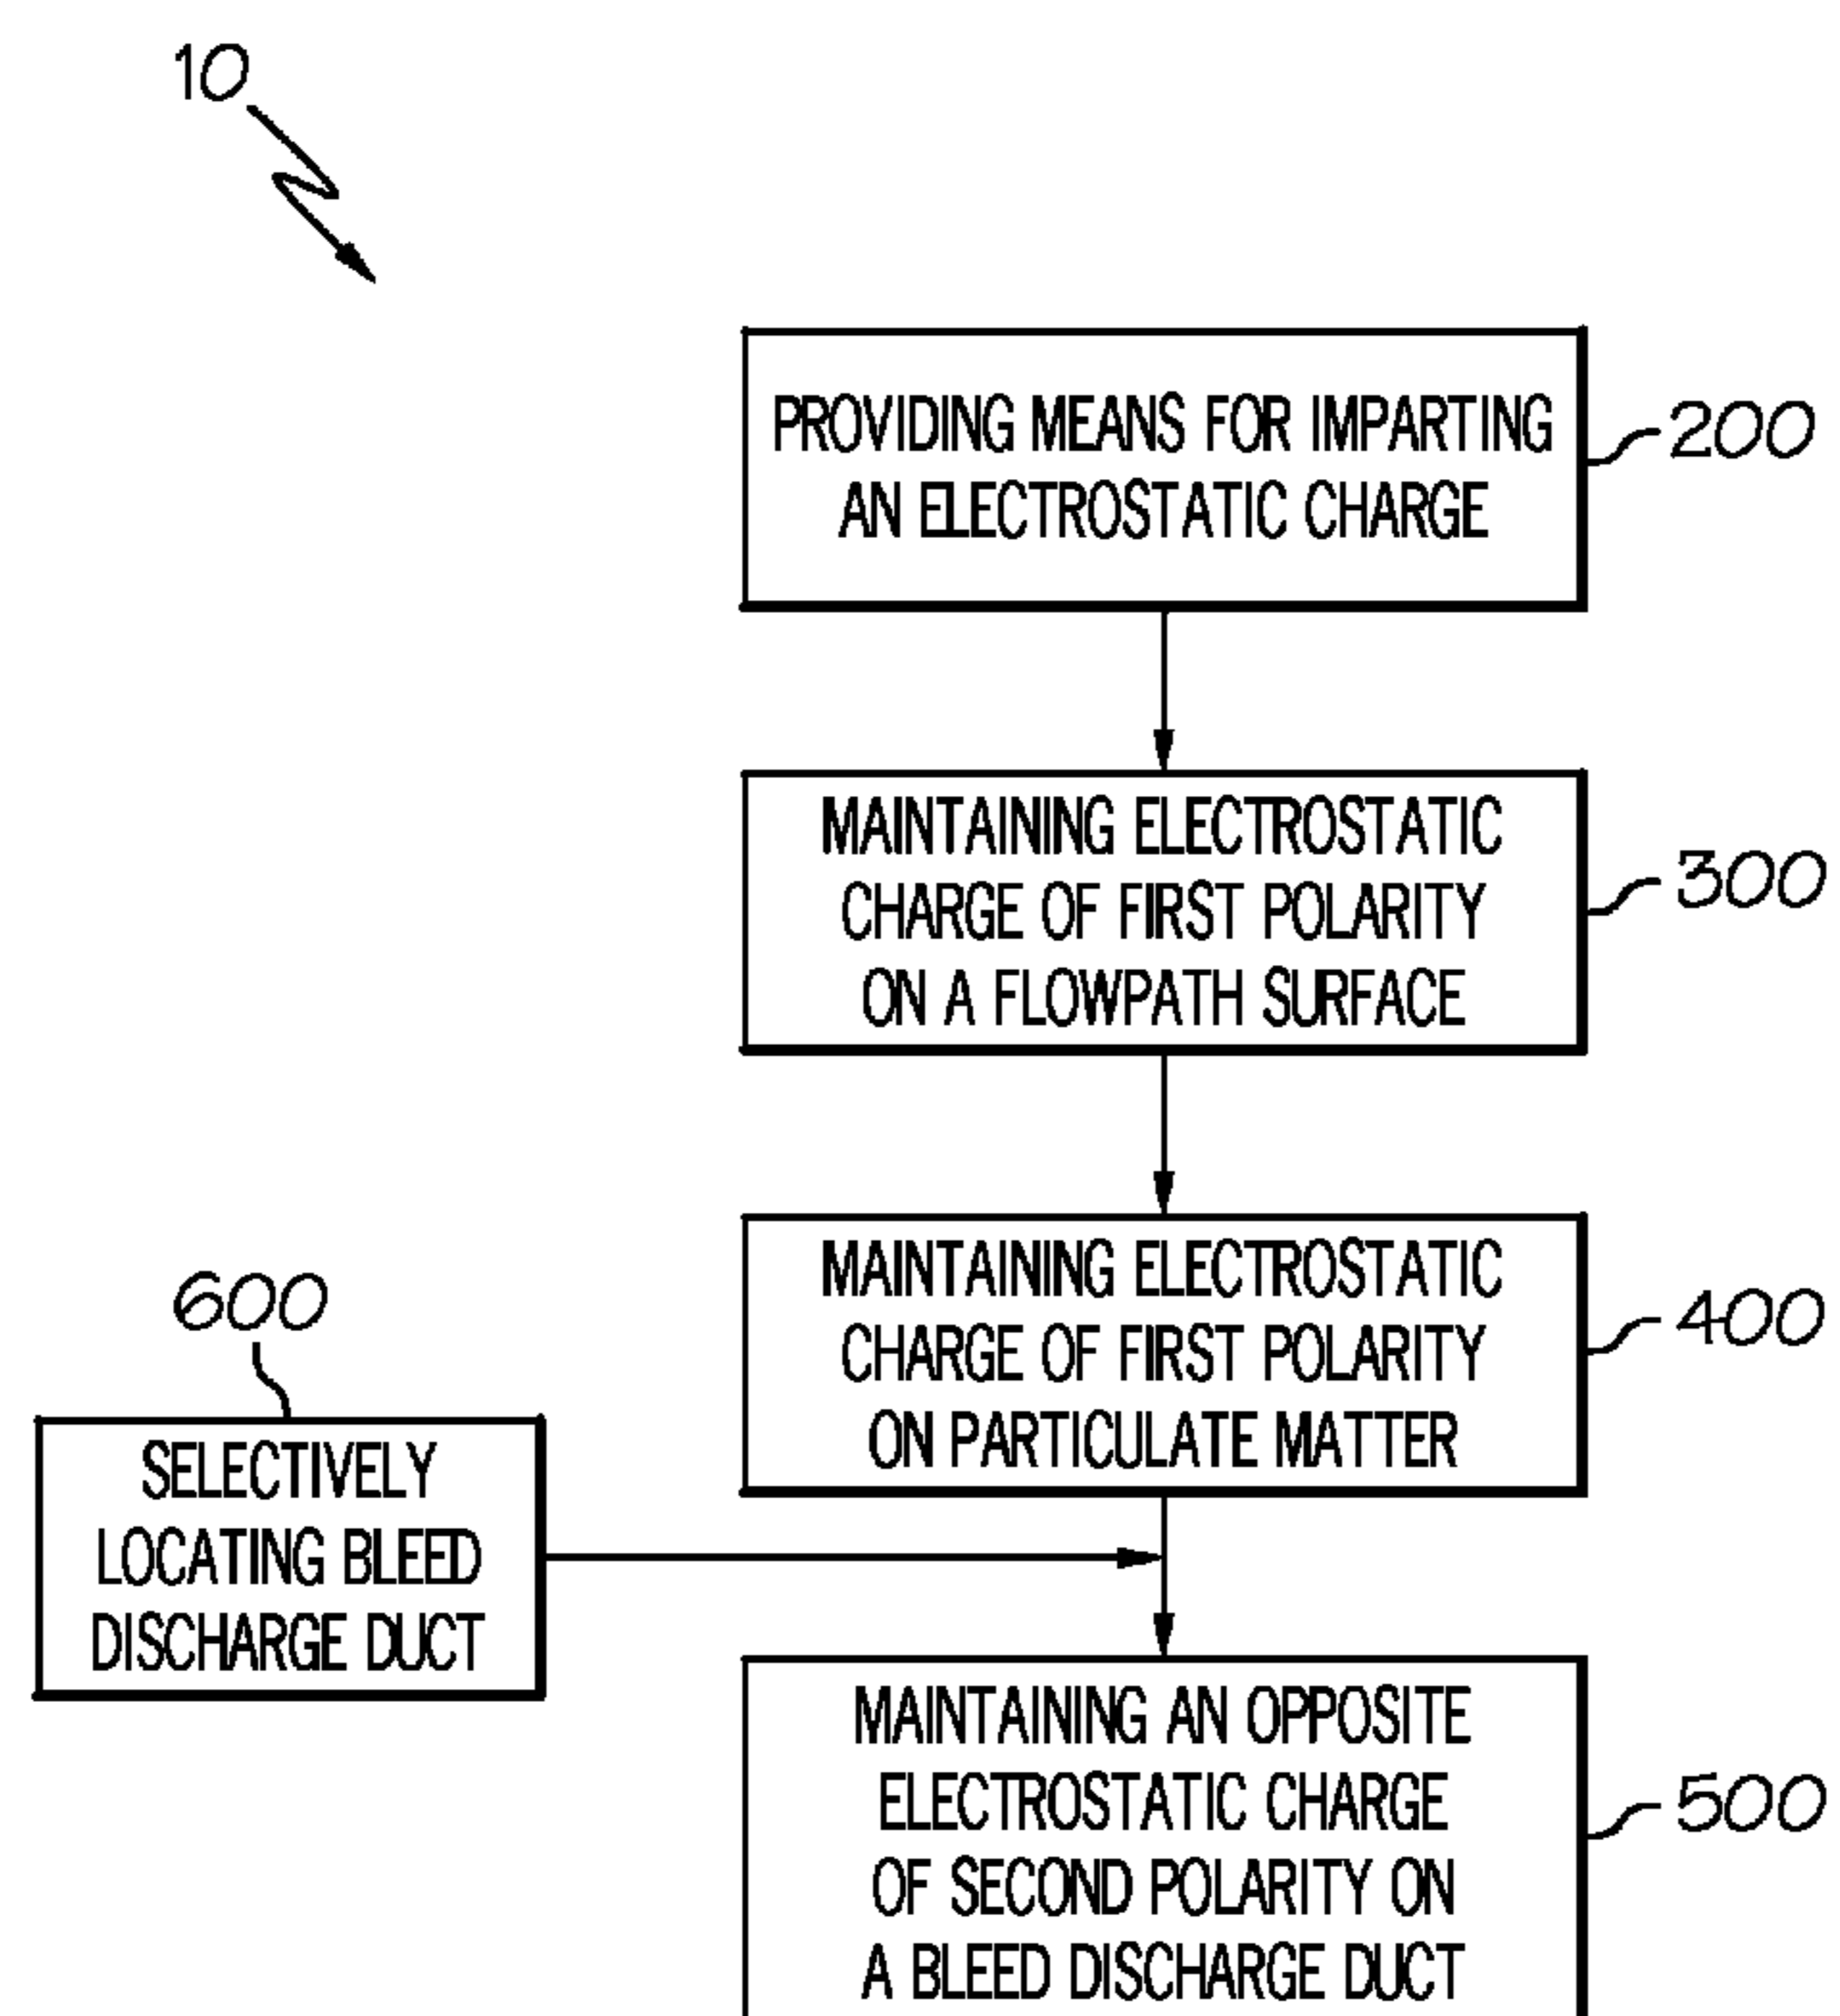 10
PROVIDING MEANS FOR IMPARTING
AN ELECTROSTATIC CHARGE
200
MAINTAINING ELECTROSTATIC
CHARGE OF FIRST POLARITY
ON A FLOWPATH SURFACE
300
MAINTAINING ELECTROSTATIC
CHARGE OF FIRST POLARITY
ON PARTICULATE MATTER
400
600
SELECTIVELY
LOCATING BLEED
DISCHARGE DUCT
MAINTAINING AN OPPOSITE
ELECTROSTATIC CHARGE
OF SECOND POLARITY ON
A BLEED DISCHARGE DUCT
500